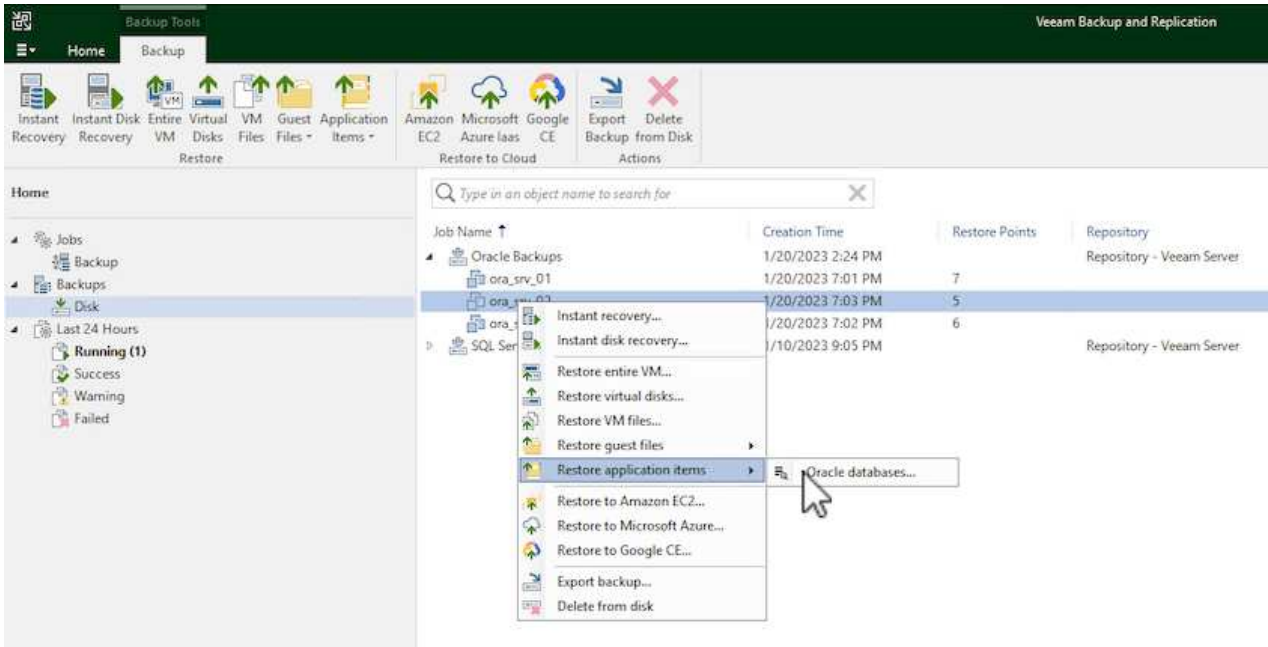 Backup Tools
Veeam Backup and Replication
Home Backup
Instant Recovery
Instant Disk Recovery
Entire VM
Virtual Disks
VM Files
Guest Files
Application Items
Amazon EC2
Microsoft Azure Iaas
Google CE
Export Backup
Delete from Disk
Restore
Restore to Cloud
Actions
Home
Type in an object name to search for
Jobs
Backup
Backups
Disk
Last 24 Hours
Running (1)
Success
Warning
Failed
Job Name Creation Time Restore Points Repository
Oracle Backups 1/20/2023 2:24 PM Repository - Veeam Server
ora_srv_01 1/20/2023 7:01 PM 7
ora_srv_02 1/20/2023 7:03 PM 5
ora_s 1/20/2023 7:02 PM 6
SQL Ser 1/10/2023 9:05 PM Repository - Veeam Server
Instant recovery...
Instant disk recovery...
Restore entire VM...
Restore virtual disks...
Restore VM files...
Restore guest files
Restore application items
Oracle databases...
Restore to Amazon EC2...
Restore to Microsoft Azure...
Restore to Google CE...
Export backup...
Delete from disk